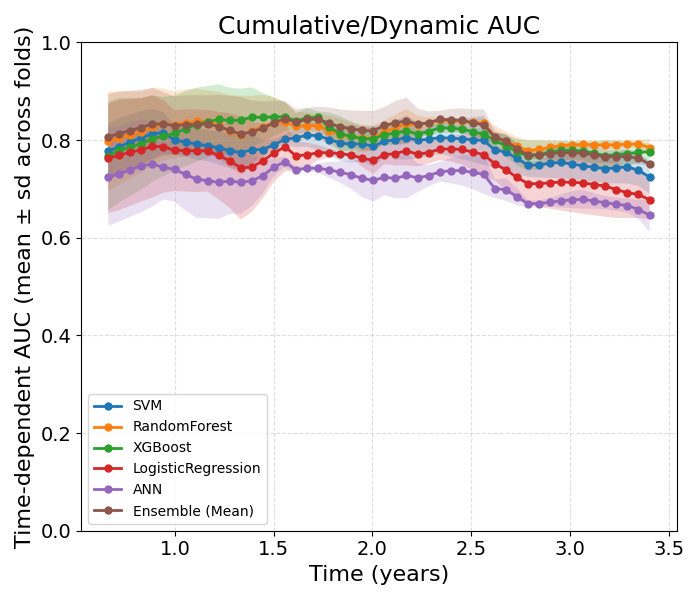 Cumulative/Dynamic AUC
Time-dependent AUC (mean ± sd across folds)
1.0
0.8
0.6
0.4
0.2
0.0
SVM
RandomForest
XGBoost
LogisticRegression
ANN
Ensemble (Mean)
1.0 1.5 2.0 2.5 3.0 3.5
Time (years)